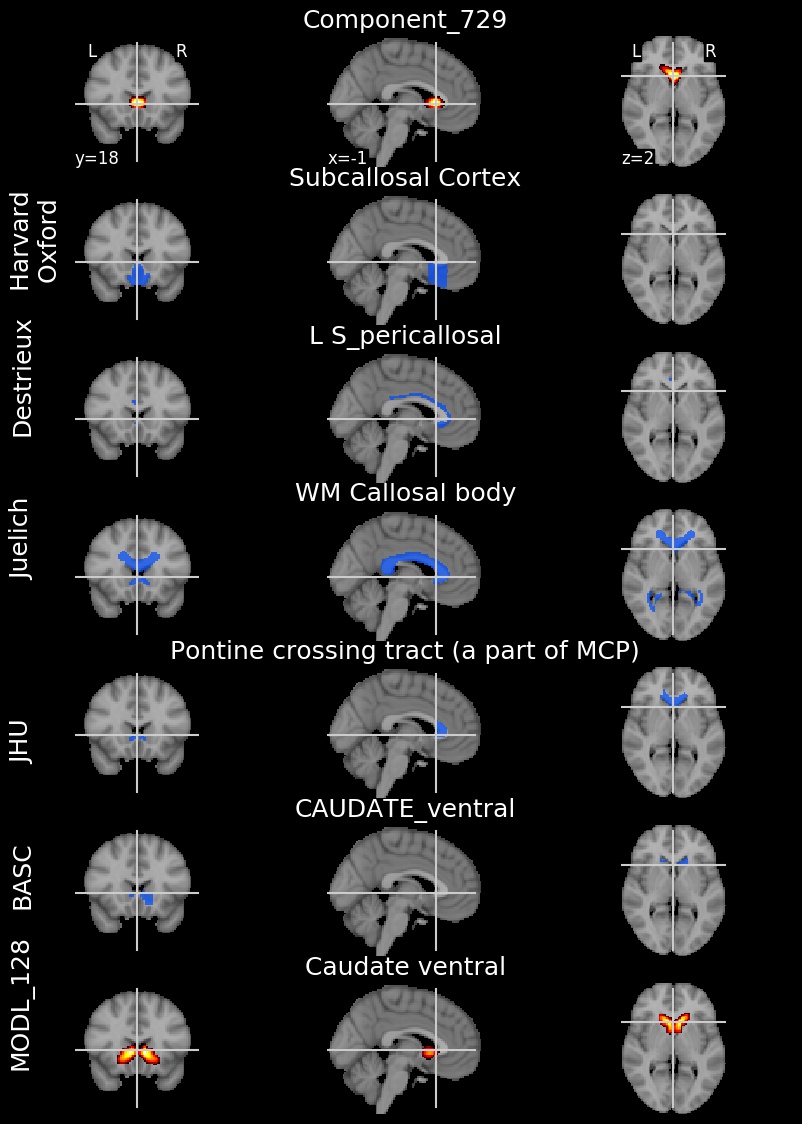 Component_729
L R
L R
y=18
x=-1
z=2
Subcallosal Cortex
Harvard
Oxford
L S_pericallosal
Destrieux
WM Callosal body
Juelich
Pontine crossing tract (a part of MCP)
JHU
CAUDATE_ventral
BASC
Caudate ventral
MODL_128